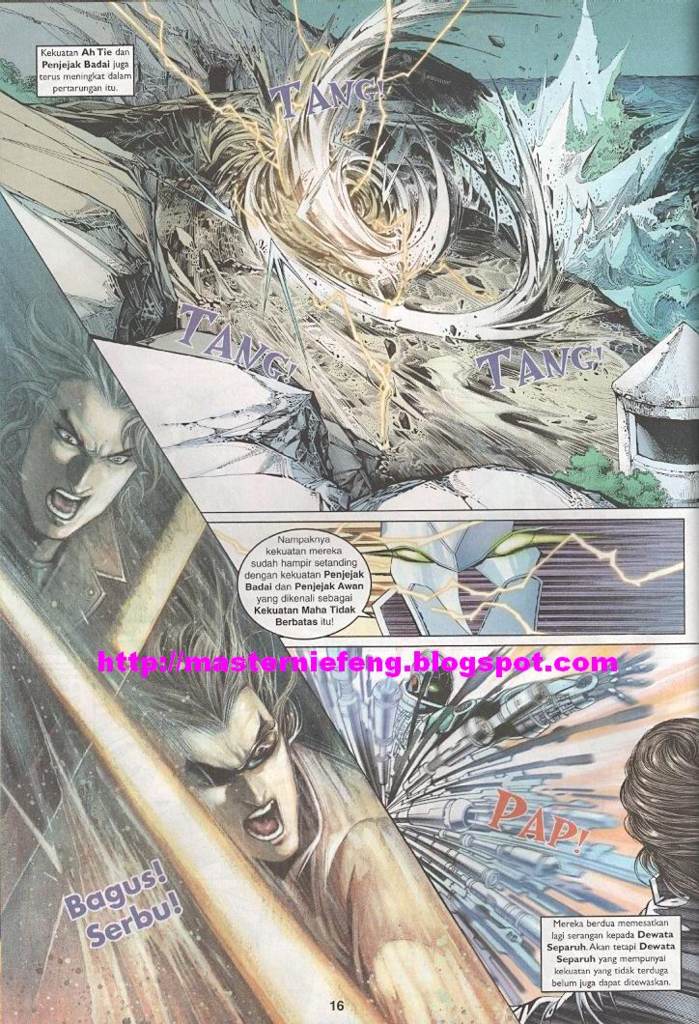 Kekuatan Ah Tie dan
Penjejak Badai juga
terus meningkat dalam
pertarungan itu.
TANG!
TANG!
TANG!
Nampaknya
kekuatan mereka
sudah hampir setanding
dengan kekuatan Penjejak
Badai dan Penjejak Awan
yang dikenali sebagai
Kekuatan Maha Tidak
Berbatas itu!
http://masterniefeng.blogspot.com
PAP!
Bagus!
Serbu!
Mereka berdua memesatkan
lagi serangan kepada Dewata
Separuh. Akan tetapi Dewata
Separuh yang mempunyai
kekuatan yang tidak terduga
belum juga dapat ditewaskan.
16